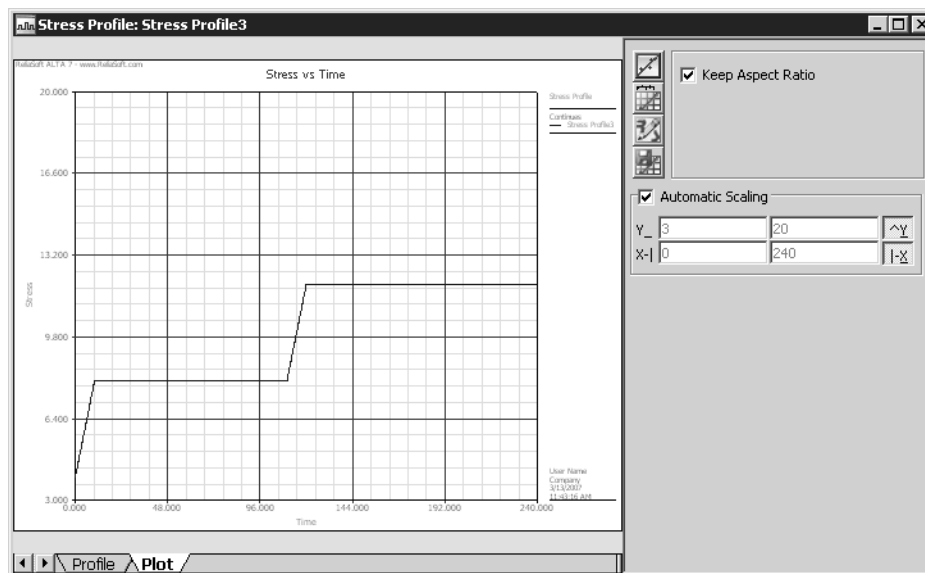 Stress Profile: Stress Profile3
ReliaSoft ALTA 7 - www.ReliaSoft.com
Stress vs Time
20.000
16.600
13.200
9.800
6.400
3.000
Stress
0.000
48.000
96.000
144.000
192.000
240.000
Time
Stress Profile
Continues
Stress Profile3
User Name
Company
3/13/2007
11:43:16 AM
Keep Aspect Ratio
Automatic Scaling
Y_ 3 20 ^Y
X-| 0 240 |-X
Profile
Plot